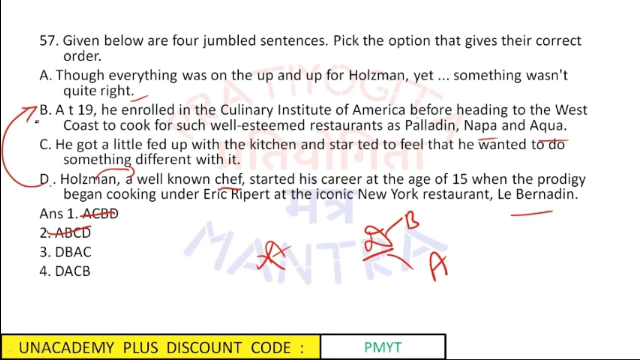 57. Given below are four jumbled sentences. Pick the option that gives their correct
order.
A. Though everything was on the up and up for Holzman, yet ... something wasn't
quite right.
B. A t 19, he enrolled in the Culinary Institute of America before heading to the West
Coast to cook for such well-esteemed restaurants as Palladin, Napa and Aqua.
C. He got a little fed up with the kitchen and star ted to feel that he wanted to do
something different with it.
D. Holzman, a well known chef, started his career at the age of 15 when the prodigy
began cooking under Eric Ripert at the iconic New York restaurant, Le Bernadin.
Ans 1. ACBD
2. ABCD
3. DBAC
4. DACB
A D B A
PRATIYOGITA
प्रतियोगिता
मंत्र
MANTRA
UNACADEMY PLUS DISCOUNT CODE : PMYT